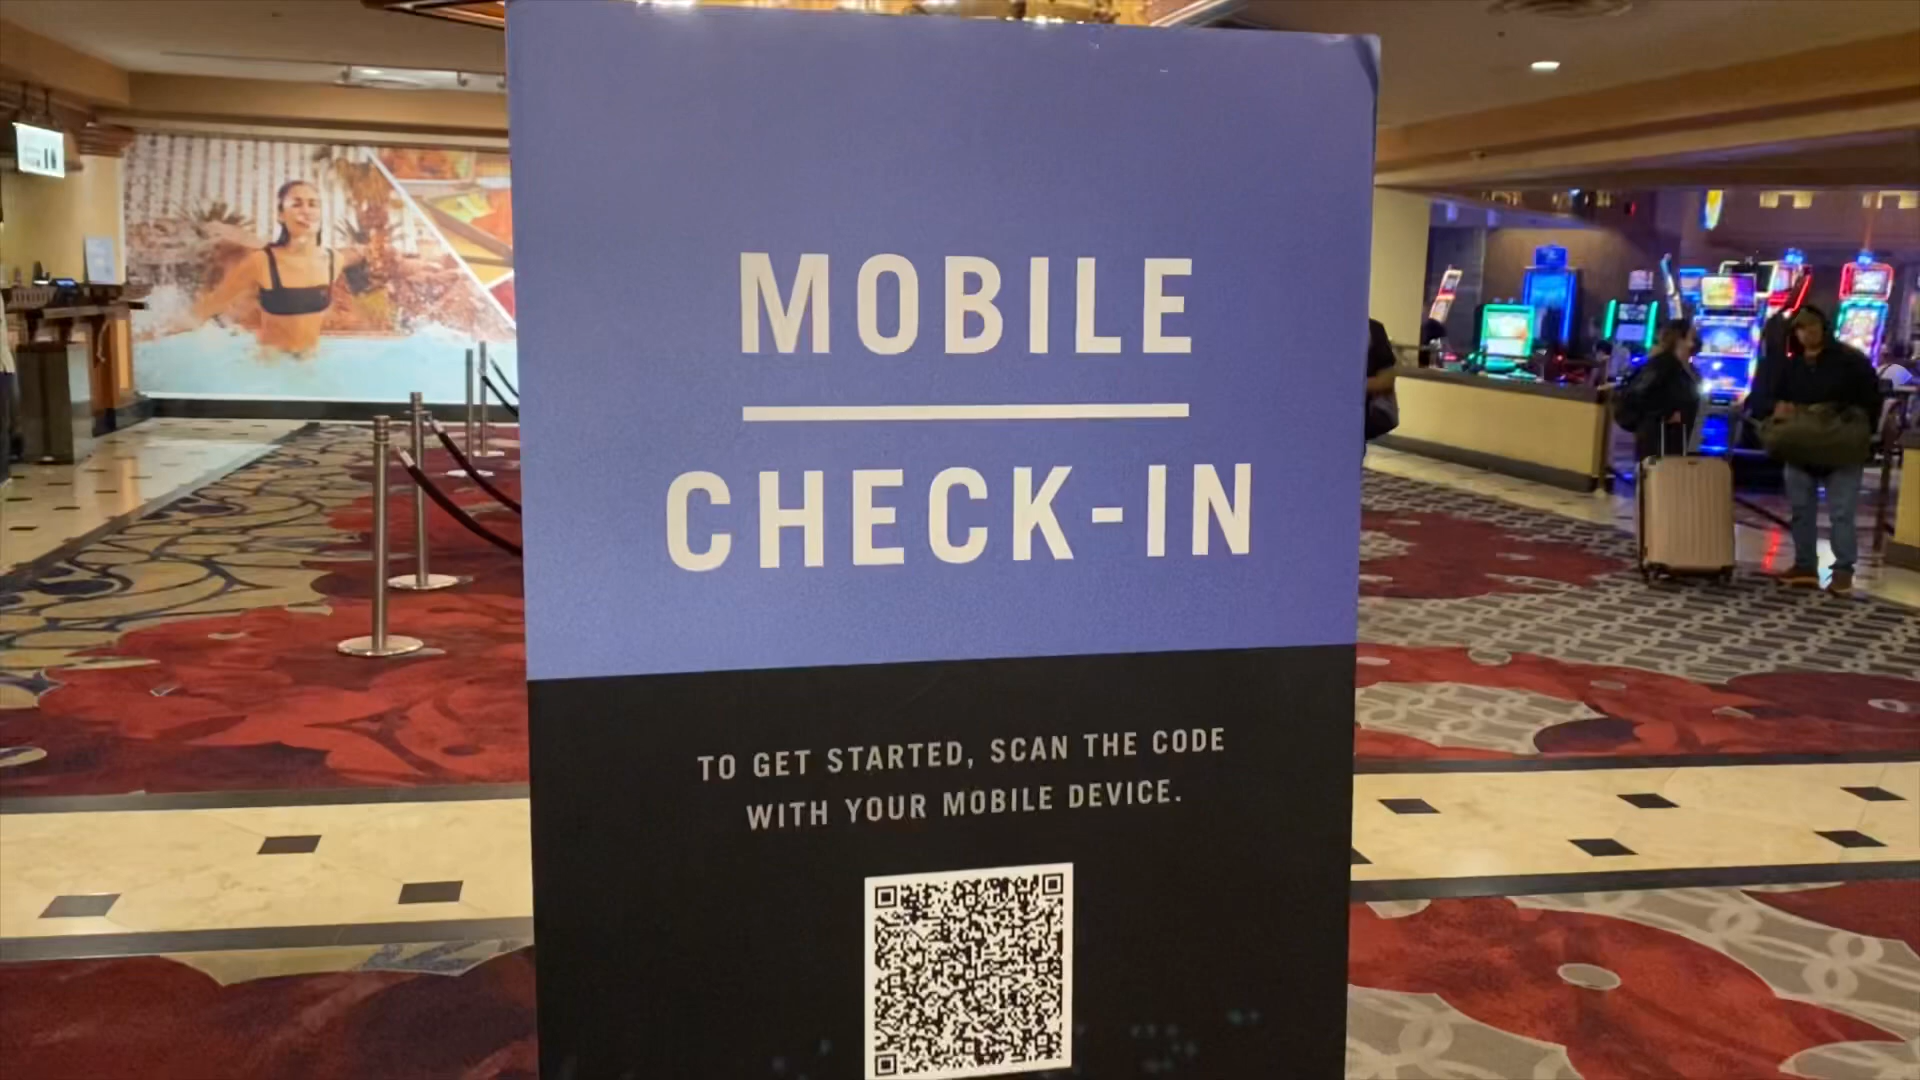 MOBILE
CHECK-IN
TO GET STARTED, SCAN THE CODE
WITH YOUR MOBILE DEVICE.